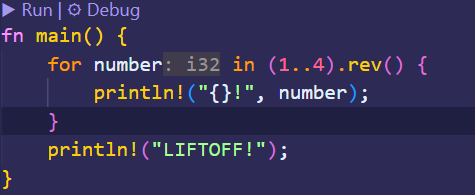 ▶ Run | ⚙ Debug
fn main() {
    for number: i32 in (1..4).rev() {
        println!("{}!", number);
    }
    println!("LIFTOFF!");
}